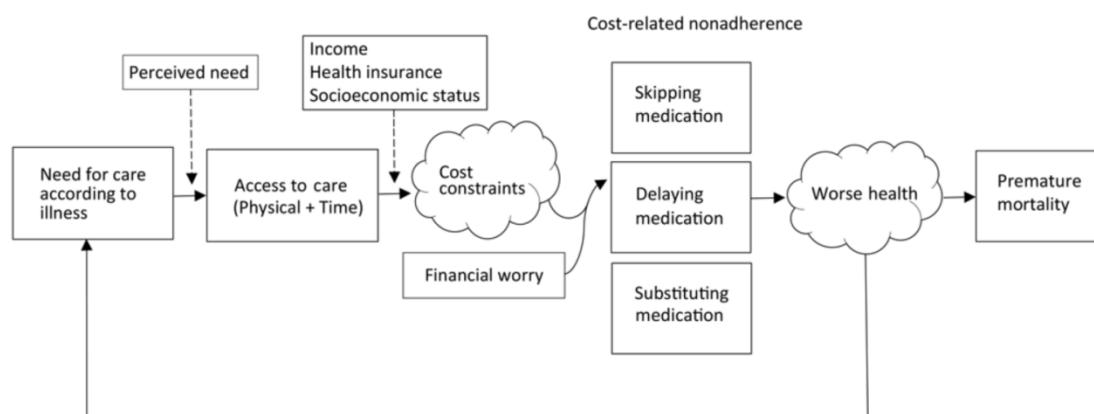 Cost-related nonadherence
Perceived need
Income
Health insurance
Socioeconomic status
Skipping
medication
Need for care
according to
illness
Access to care
(Physical + Time)
Cost
constraints
Delaying
medication
Worse health
Premature
mortality
Financial worry
Substituting
medication